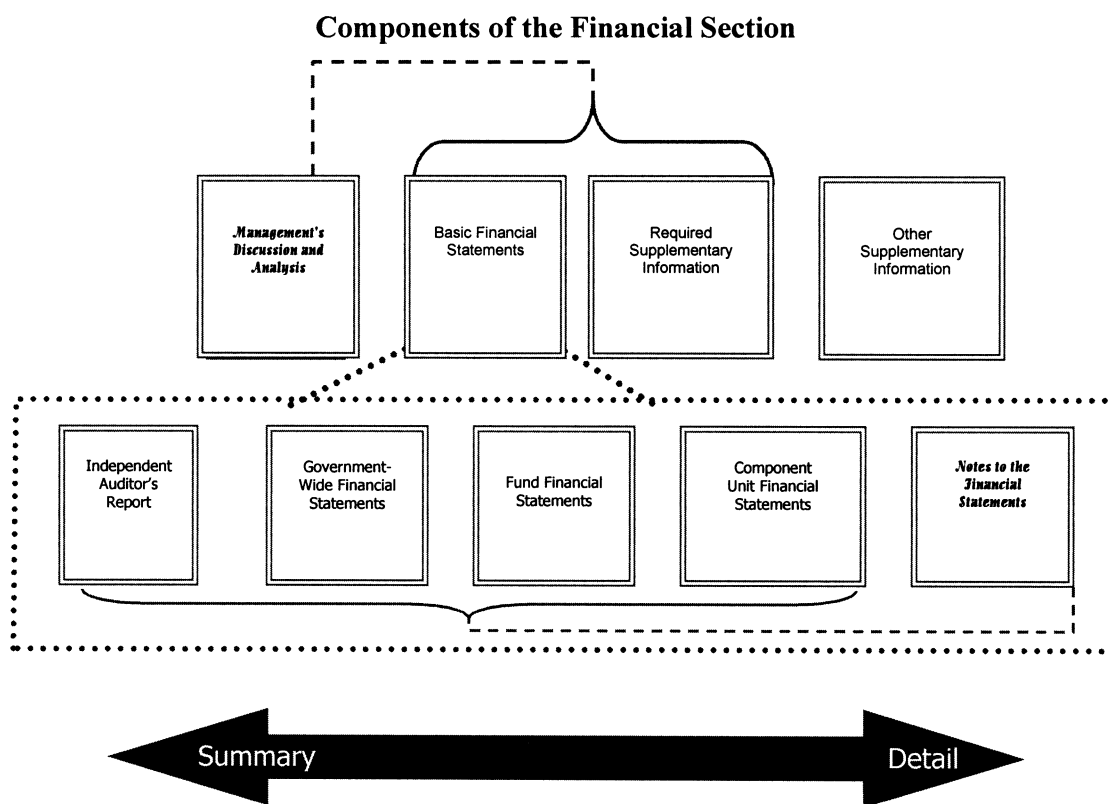 Components of the Financial Section
Management's
Discussion and
Analysis
Basic Financial
Statements
Required
Supplementary
Information
Other
Supplementary
Information
Independent
Auditor's
Report
Government-
Wide Financial
Statements
Fund Financial
Statements
Component
Unit Financial
Statements
Notes to the
Financial
Statements
Summary
Detail